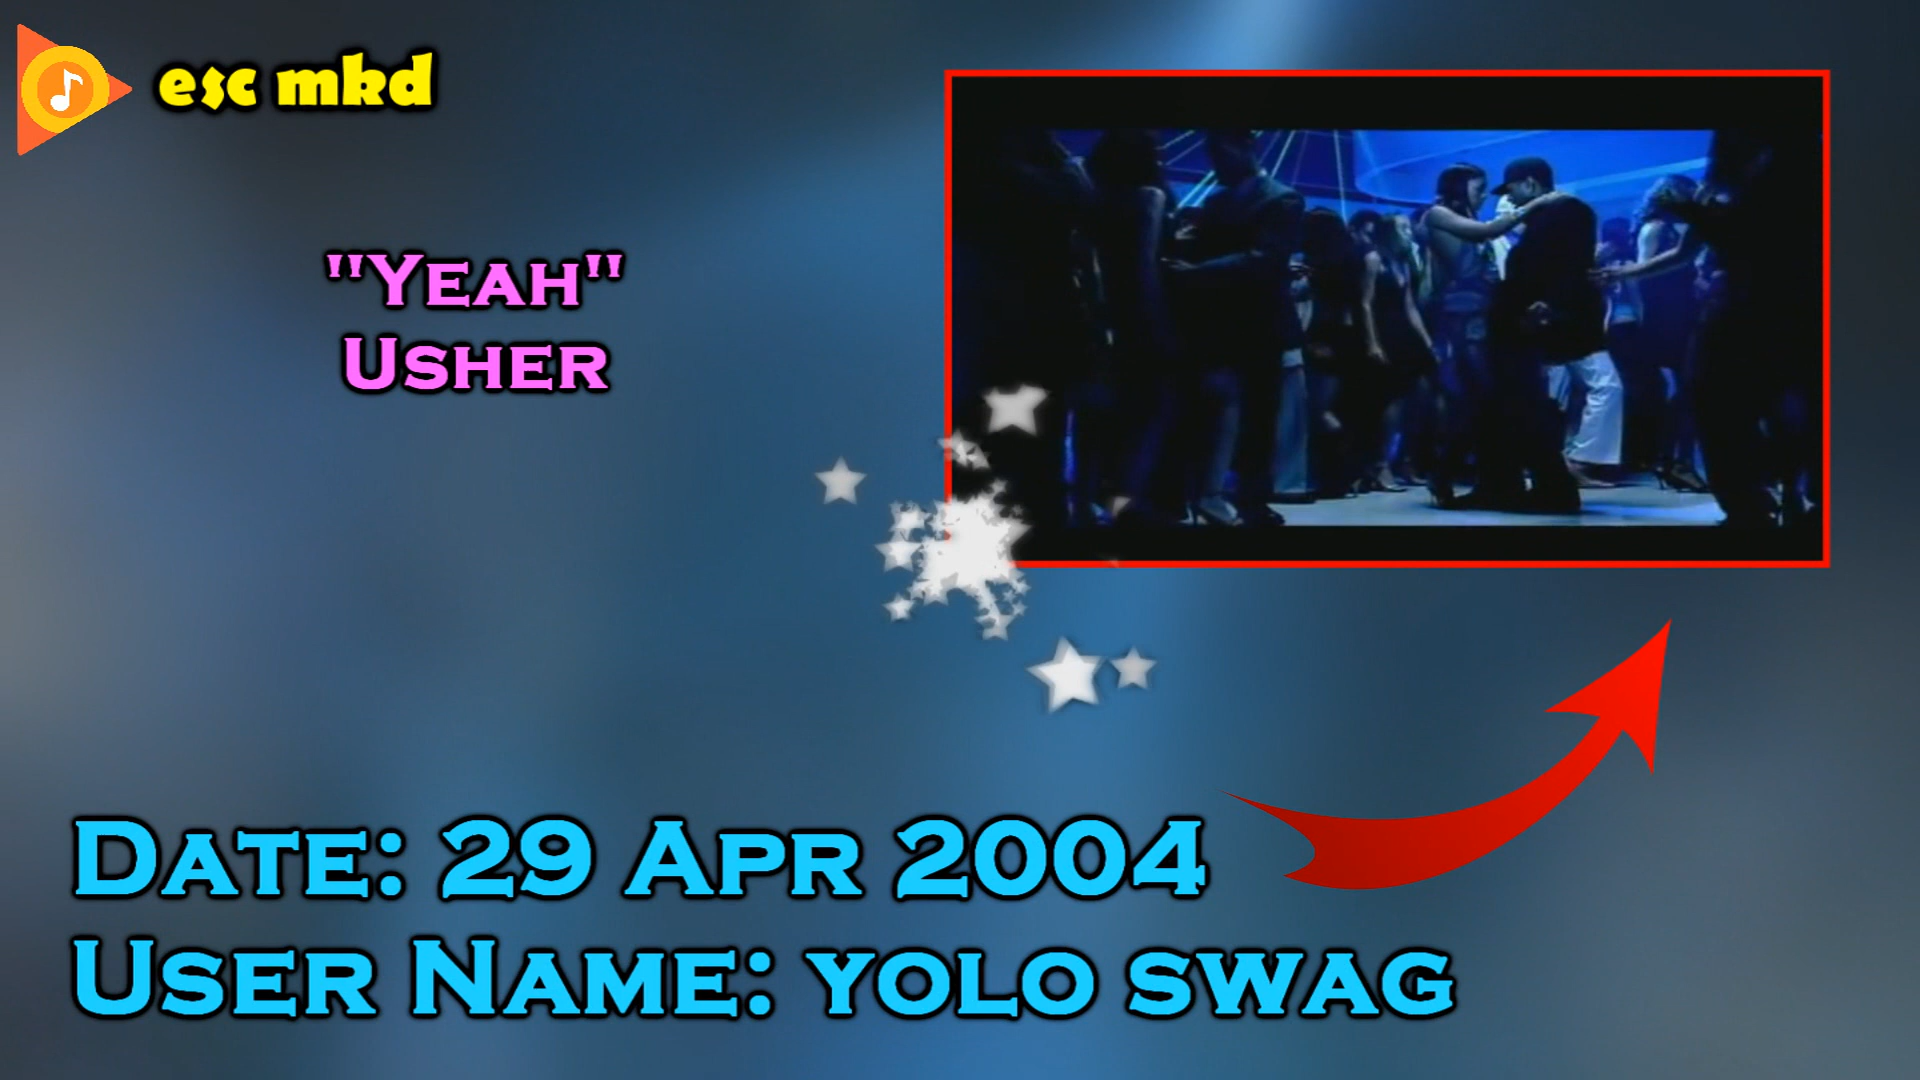 esc mkd
"Yeah"
Usher
Date: 29 Apr 2004
User Name: yolo swag